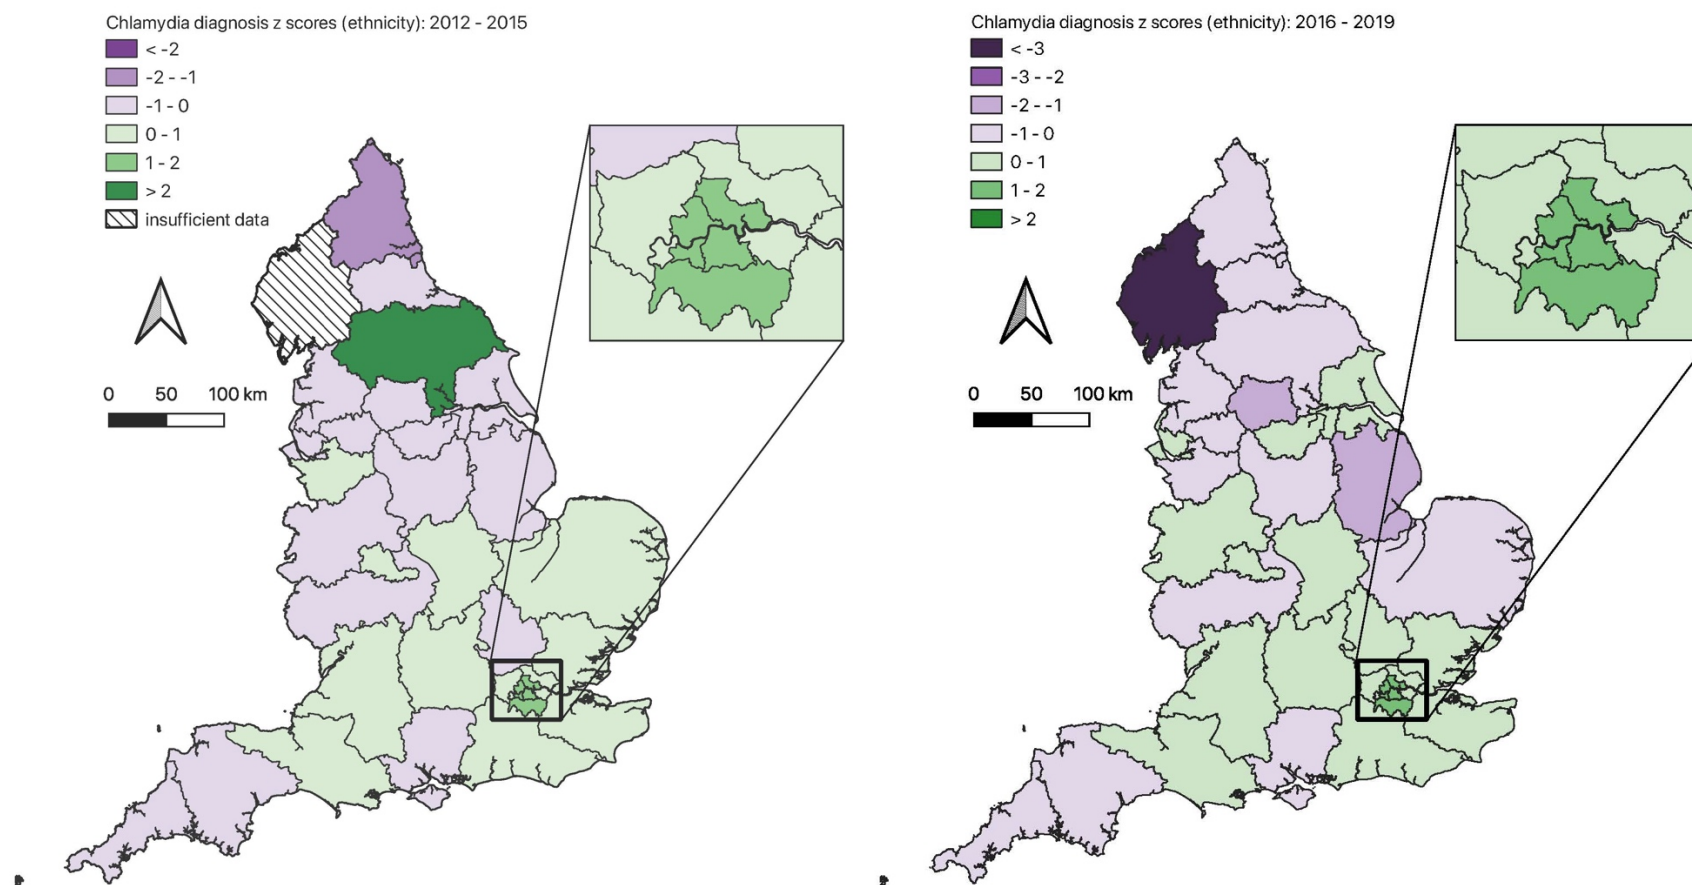 Chlamydia diagnosis z scores (ethnicity): 2012 - 2015
< -2
-2 - -1
-1 - 0
0 - 1
1 - 2
> 2
insufficient data
0 50 100 km
Chlamydia diagnosis z scores (ethnicity): 2016 - 2019
< -3
-3 - -2
-2 - -1
-1 - 0
0 - 1
1 - 2
> 2
0 50 100 km